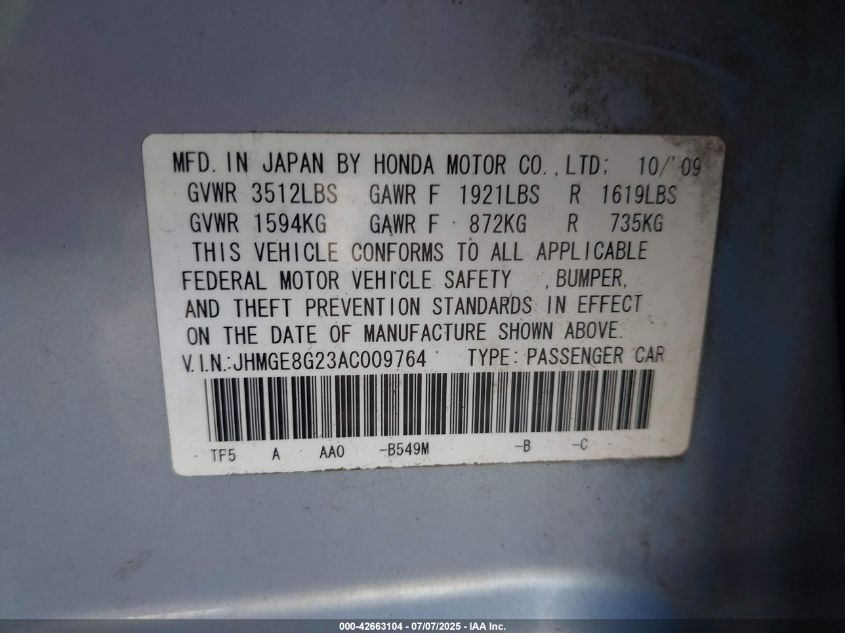 MFD. IN JAPAN BY HONDA MOTOR CO., LTD; 10/'09
GVWR 3512LBS GAWR F 1921LBS R 1619LBS
GVWR 1594KG GAWR F 872KG R 735KG
THIS VEHICLE CONFORMS TO ALL APPLICABLE
FEDERAL MOTOR VEHICLE SAFETY , BUMPER,
AND THEFT PREVENTION STANDARDS IN EFFECT
ON THE DATE OF MANUFACTURE SHOWN ABOVE.
V.I.N.:JHMGE8G23AC009764 TYPE: PASSENGER CAR
TF5 A AA0 -B549M -B -C
000-42663104 - 07/07/2025 - IAA Inc.